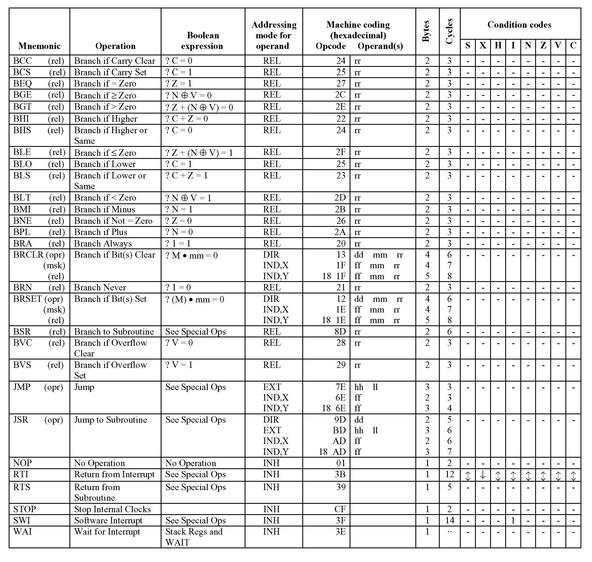 Mnemonic Operation Boolean expression Addressing mode for operand Machine coding (hexadecimal) Opcode Operand(s) Bytes Cycles Condition codes S X H I N Z V C
BCC (rel) Branch if Carry Clear ? C = 0 REL 24 rr 2 3 - - - - - - - -
BCS (rel) Branch if Carry Set ? C = 1 REL 25 rr 2 3 - - - - - - - -
BEQ (rel) Branch if = Zero ? Z = 1 REL 27 rr 2 3 - - - - - - - -
BGE (rel) Branch if ≥ Zero ? N ⊕ V = 0 REL 2C rr 2 3 - - - - - - - -
BGT (rel) Branch if > Zero ? Z + (N ⊕ V) = 0 REL 2E rr 2 3 - - - - - - - -
BHI (rel) Branch if Higher ? C + Z = 0 REL 22 rr 2 3 - - - - - - - -
BHS (rel) Branch if Higher or ? C = 0 REL 24 rr 2 3 - - - - - - - -
Same
BLE (rel) Branch if ≤ Zero ? Z + (N ⊕ V) = 1 REL 2F rr 2 3 - - - - - - - -
BLO (rel) Branch if Lower ? C = 1 REL 25 rr 2 3 - - - - - - - -
BLS (rel) Branch if Lower or ? C + Z = 1 REL 23 rr 2 3 - - - - - - - -
Same
BLT (rel) Branch if < Zero ? N ⊕ V = 1 REL 2D rr 2 3 - - - - - - - -
BMI (rel) Branch if Minus ? N = 1 REL 2B rr 2 3 - - - - - - - -
BNE (rel) Branch if Not = Zero ? Z = 0 REL 26 rr 2 3 - - - - - - - -
BPL (rel) Branch if Plus ? N = 0 REL 2A rr 2 3 - - - - - - - -
BRA (rel) Branch Always ? 1 = 1 REL 20 rr 2 3 - - - - - - - -
BRCLR (opr) Branch if Bit(s) Clear ? M • mm = 0 DIR 13 dd mm rr 4 6 - - - - - - - -
(msk) IND,X 1F ff mm rr 4 7
(rel) IND,Y 18 1F ff mm rr 5 8
BRN (rel) Branch Never ? 1 = 0 REL 21 rr 2 3 - - - - - - - -
BRSET (opr) Branch if Bit(s) Set ? (M) • mm = 0 DIR 12 dd mm rr 4 6 - - - - - - - -
(msk) IND,X 1E ff mm rr 4 7
(rel) IND,Y 18 1E ff mm rr 5 8
BSR (rel) Branch to Subroutine See Special Ops REL 8D rr 2 6 - - - - - - - -
BVC (rel) Branch if Overflow ? V = 0 REL 28 rr 2 3 - - - - - - - -
Clear
BVS (rel) Branch if Overflow ? V = 1 REL 29 rr 2 3 - - - - - - - -
Set
JMP (opr) Jump See Special Ops EXT 7E hh ll 3 3 - - - - - - - -
IND,X 6E ff 2 3
IND,Y 18 6E ff 3 4
JSR (opr) Jump to Subroutine See Special Ops DIR 9D dd 2 5 - - - - - - - -
EXT BD hh ll 3 6
IND,X AD ff 2 6
IND,Y 18 AD ff 3 7
NOP No Operation No Operation INH 01 1 2 - - - - - - - -
RTI Return from Interrupt See Special Ops INH 3B 1 12 ↕ ↓ ↕ ↕ ↕ ↕ ↕ ↕
RTS Return from See Special Ops INH 39 1 5 - - - - - - - -
Subroutine
STOP Stop Internal Clocks INH CF 1 2 - - - - - - - -
SWI Software Interrupt See Special Ops INH 3F 1 14 - - - 1 - - - -
WAI Wait for Interrupt Stack Regs and INH 3E 1 .. - - - - - - - -
WAIT